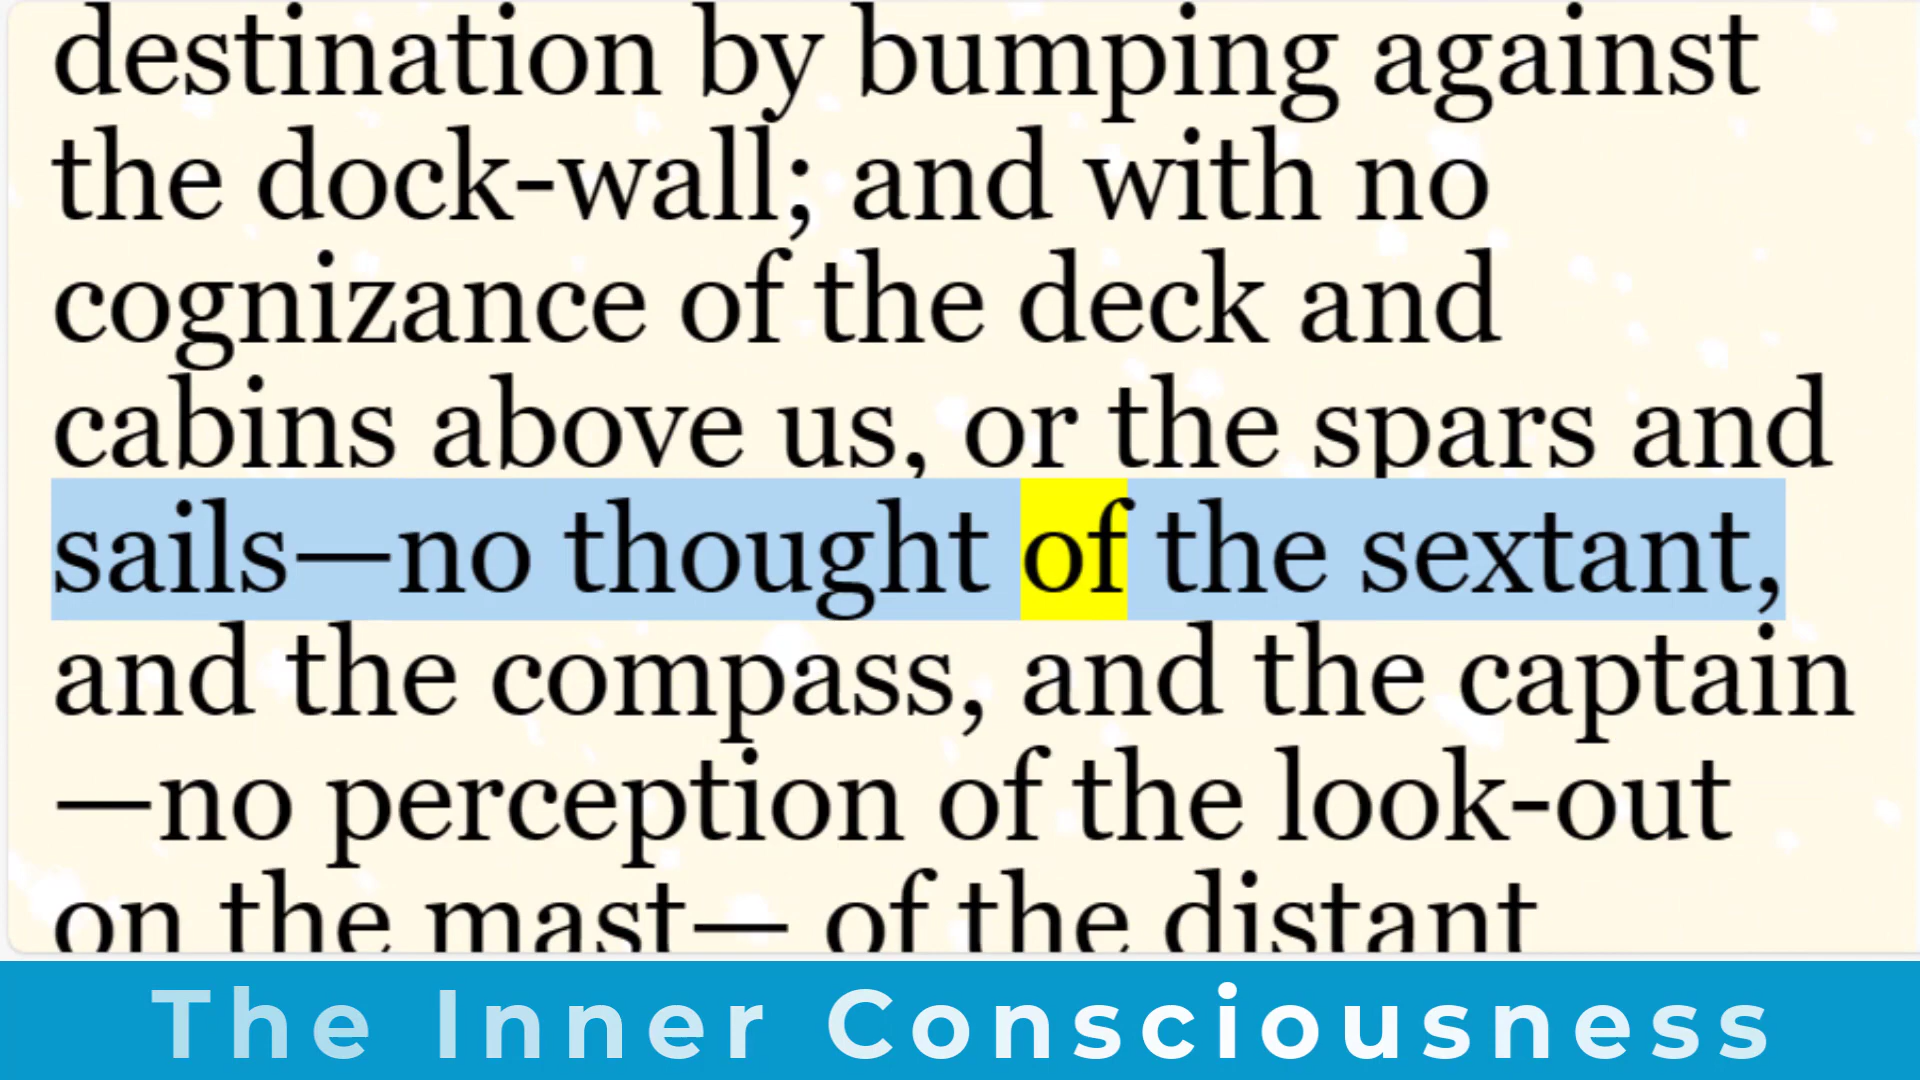 destination by bumping against
the dock-wall; and with no
cognizance of the deck and
cabins above us, or the spars and
sails—no thought of the sextant,
and the compass, and the captain
—no perception of the look-out
on the mast— of the distant
The Inner Consciousness